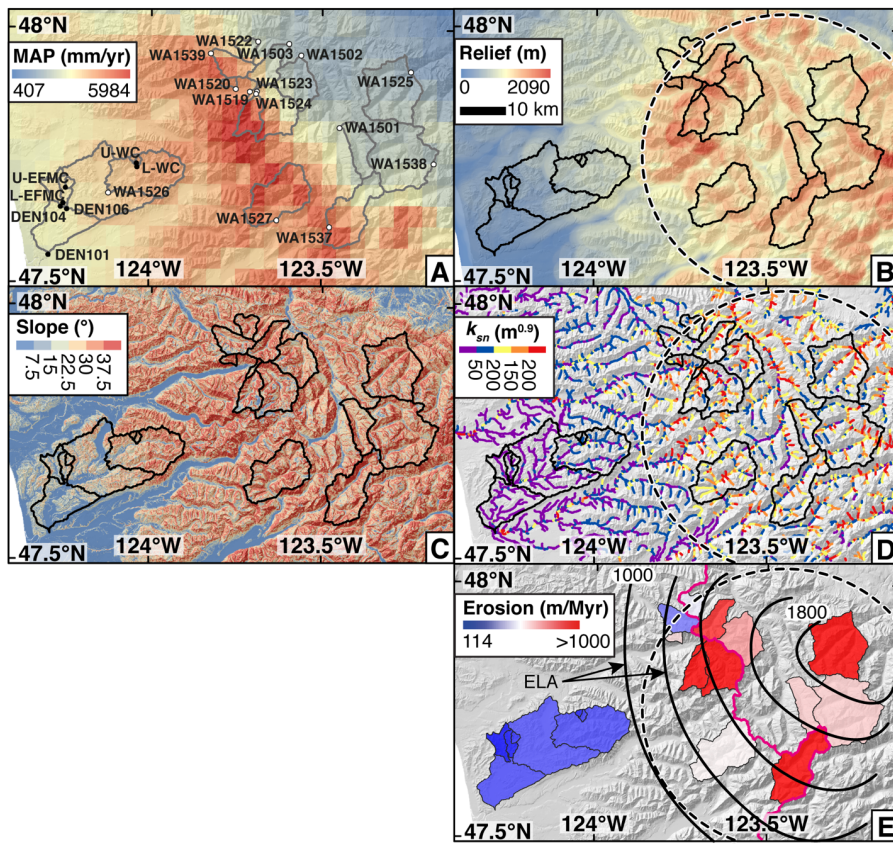 48°N
MAP (mm/yr)
407 5984
WA1522
WA1539
WA1503
WA1502
WA1520
WA1523
WA1519
WA1524
WA1525
WA1501
WA1538
U-WC
L-WC
U-EFMC
L-EFMC
WA1526
DEN104
DEN106
WA1527
WA1537
DEN101
47.5°N
124°W
123.5°W
A
48°N
Relief (m)
0 2090
10 km
47.5°N
124°W
123.5°W
B
48°N
Slope (°)
7.5
15
22.5
30
37.5
47.5°N
124°W
123.5°W
C
48°N
ksn (m0.9)
50
200
150
200
47.5°N
124°W
123.5°W
D
48°N
1000
Erosion (m/Myr)
114 >1000
1800
ELA
47.5°N
124°W
123.5°W
E